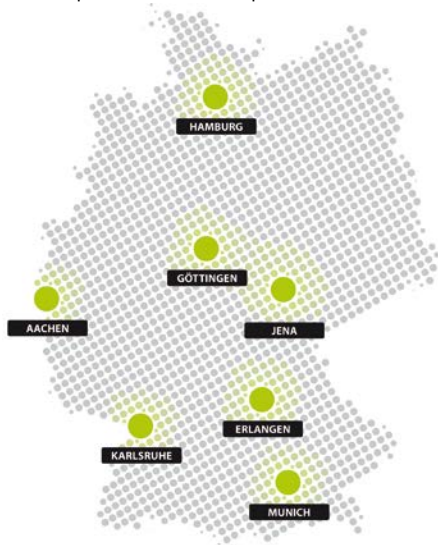 HAMBURG
GÖTTINGEN
AACHEN
JENA
ERLANGEN
KARLSRUHE
MUNICH